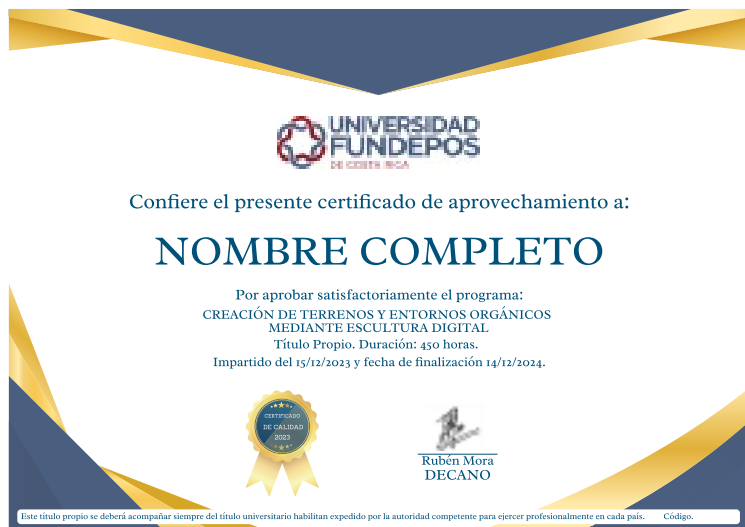 UNIVERSIDAD
FUNDEPOS
DE COSTA RICA
Confiere el presente certificado de aprovechamiento a:
NOMBRE COMPLETO
Por aprobar satisfactoriamente el programa:
CREACIÓN DE TERRENOS Y ENTORNOS ORGÁNICOS
MEDIANTE ESCULTURA DIGITAL
Título Propio. Duración: 450 horas.
Impartido del 15/12/2023 y fecha de finalización 14/12/2024.
CERTIFICADO
DE CALIDAD
2023
Rubén Mora
DECANO
Este título propio se deberá acompañar siempre del título universitario habilitan expedido por la autoridad competente para ejercer profesionalmente en cada país. Código.